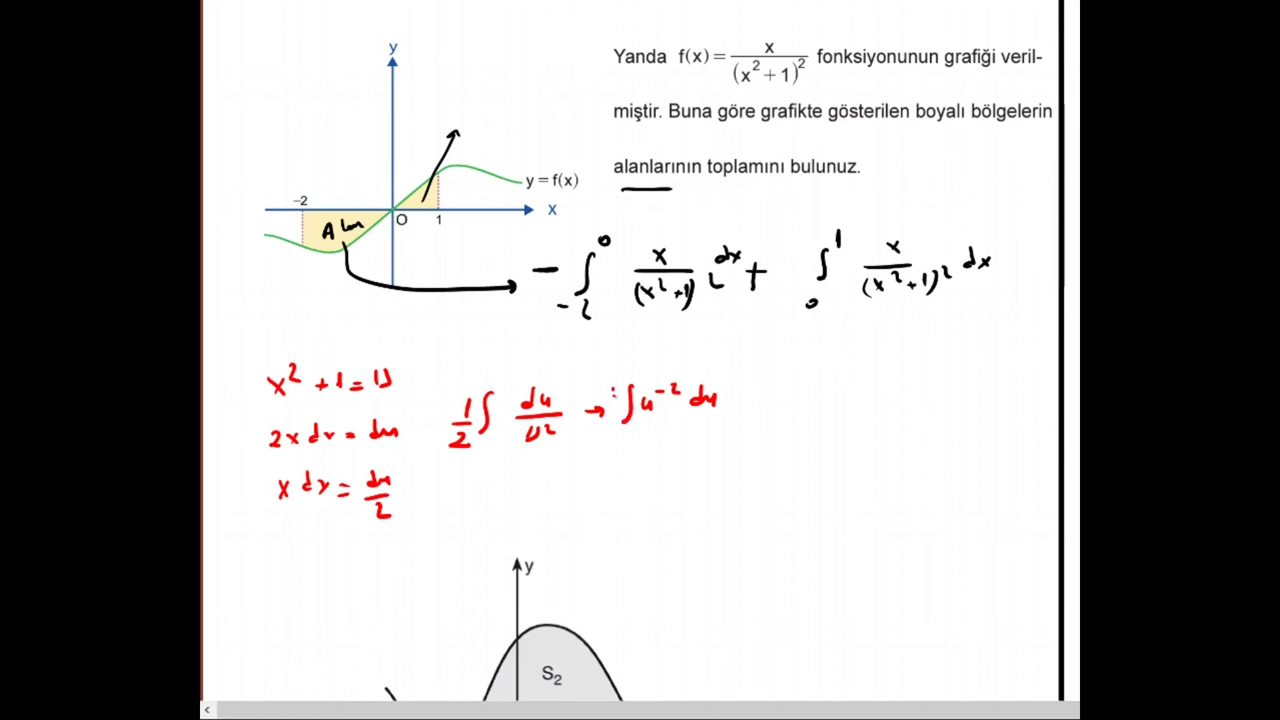 y
Yanda f(x) = x / (x² + 1)² fonksiyonunun grafiği veril-
miştir. Buna göre grafikte gösterilen boyalı bölgelerin
alanlarının toplamını bulunuz.
y = f(x)
-2
O
1
x
A lan
- ∫₋₂⁰ x / (x² + 1)² dx + ∫₀¹ x / (x² + 1)² dx
x² + 1 = u
2x dx = du
x dx = du / 2
1/2 ∫ du / u² → ∫ u⁻² du
y
S₂